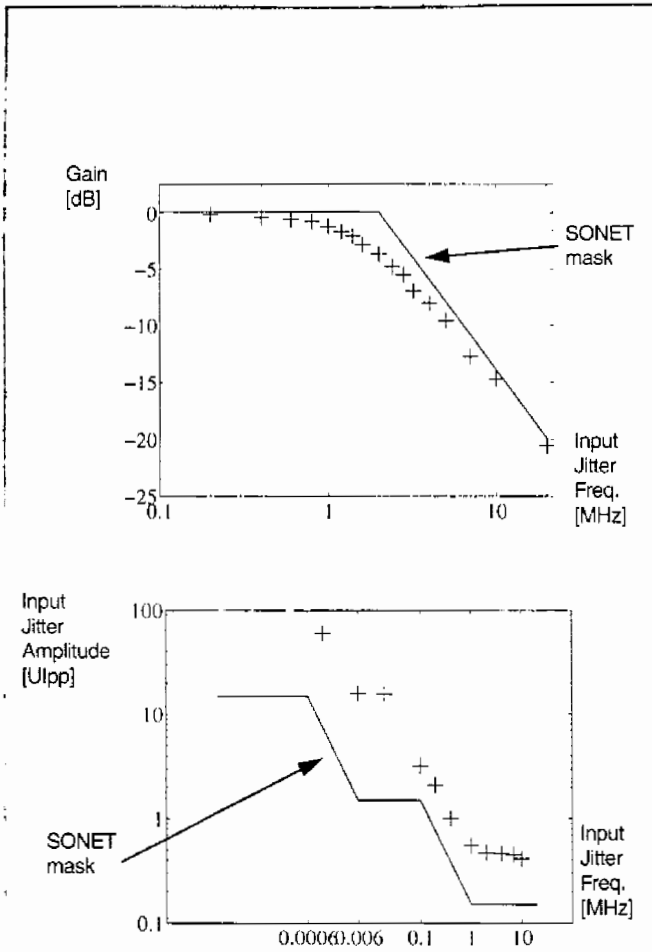 Gain
[dB]
0
−5
−10
−15
−20
−25
0.1
1
10
SONET
mask
Input
Jitter
Freq.
[MHz]
Input
Jitter
Amplitude
[UIpp]
100
10
1
0.1
SONET
mask
0.0006
0.006
0.1
1
10
Input
Jitter
Freq.
[MHz]